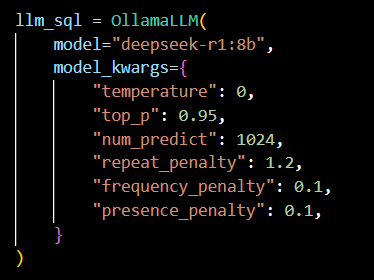 llm_sql = OllamaLLM(
    model="deepseek-r1:8b",
    model_kwargs={
        "temperature": 0,
        "top_p": 0.95,
        "num_predict": 1024,
        "repeat_penalty": 1.2,
        "frequency_penalty": 0.1,
        "presence_penalty": 0.1,
    }
)